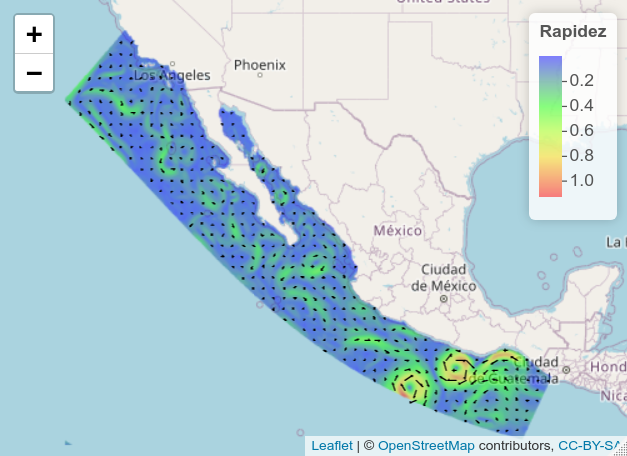 United States
+
−
Rapidez
Los Angeles
Phoenix
0.2
0.4
0.6
0.8
1.0
México
La
Ciudad
de México
Ciudad
de Guatemala
Hond
Nica
Leaflet | © OpenStreetMap contributors, CC-BY-SA